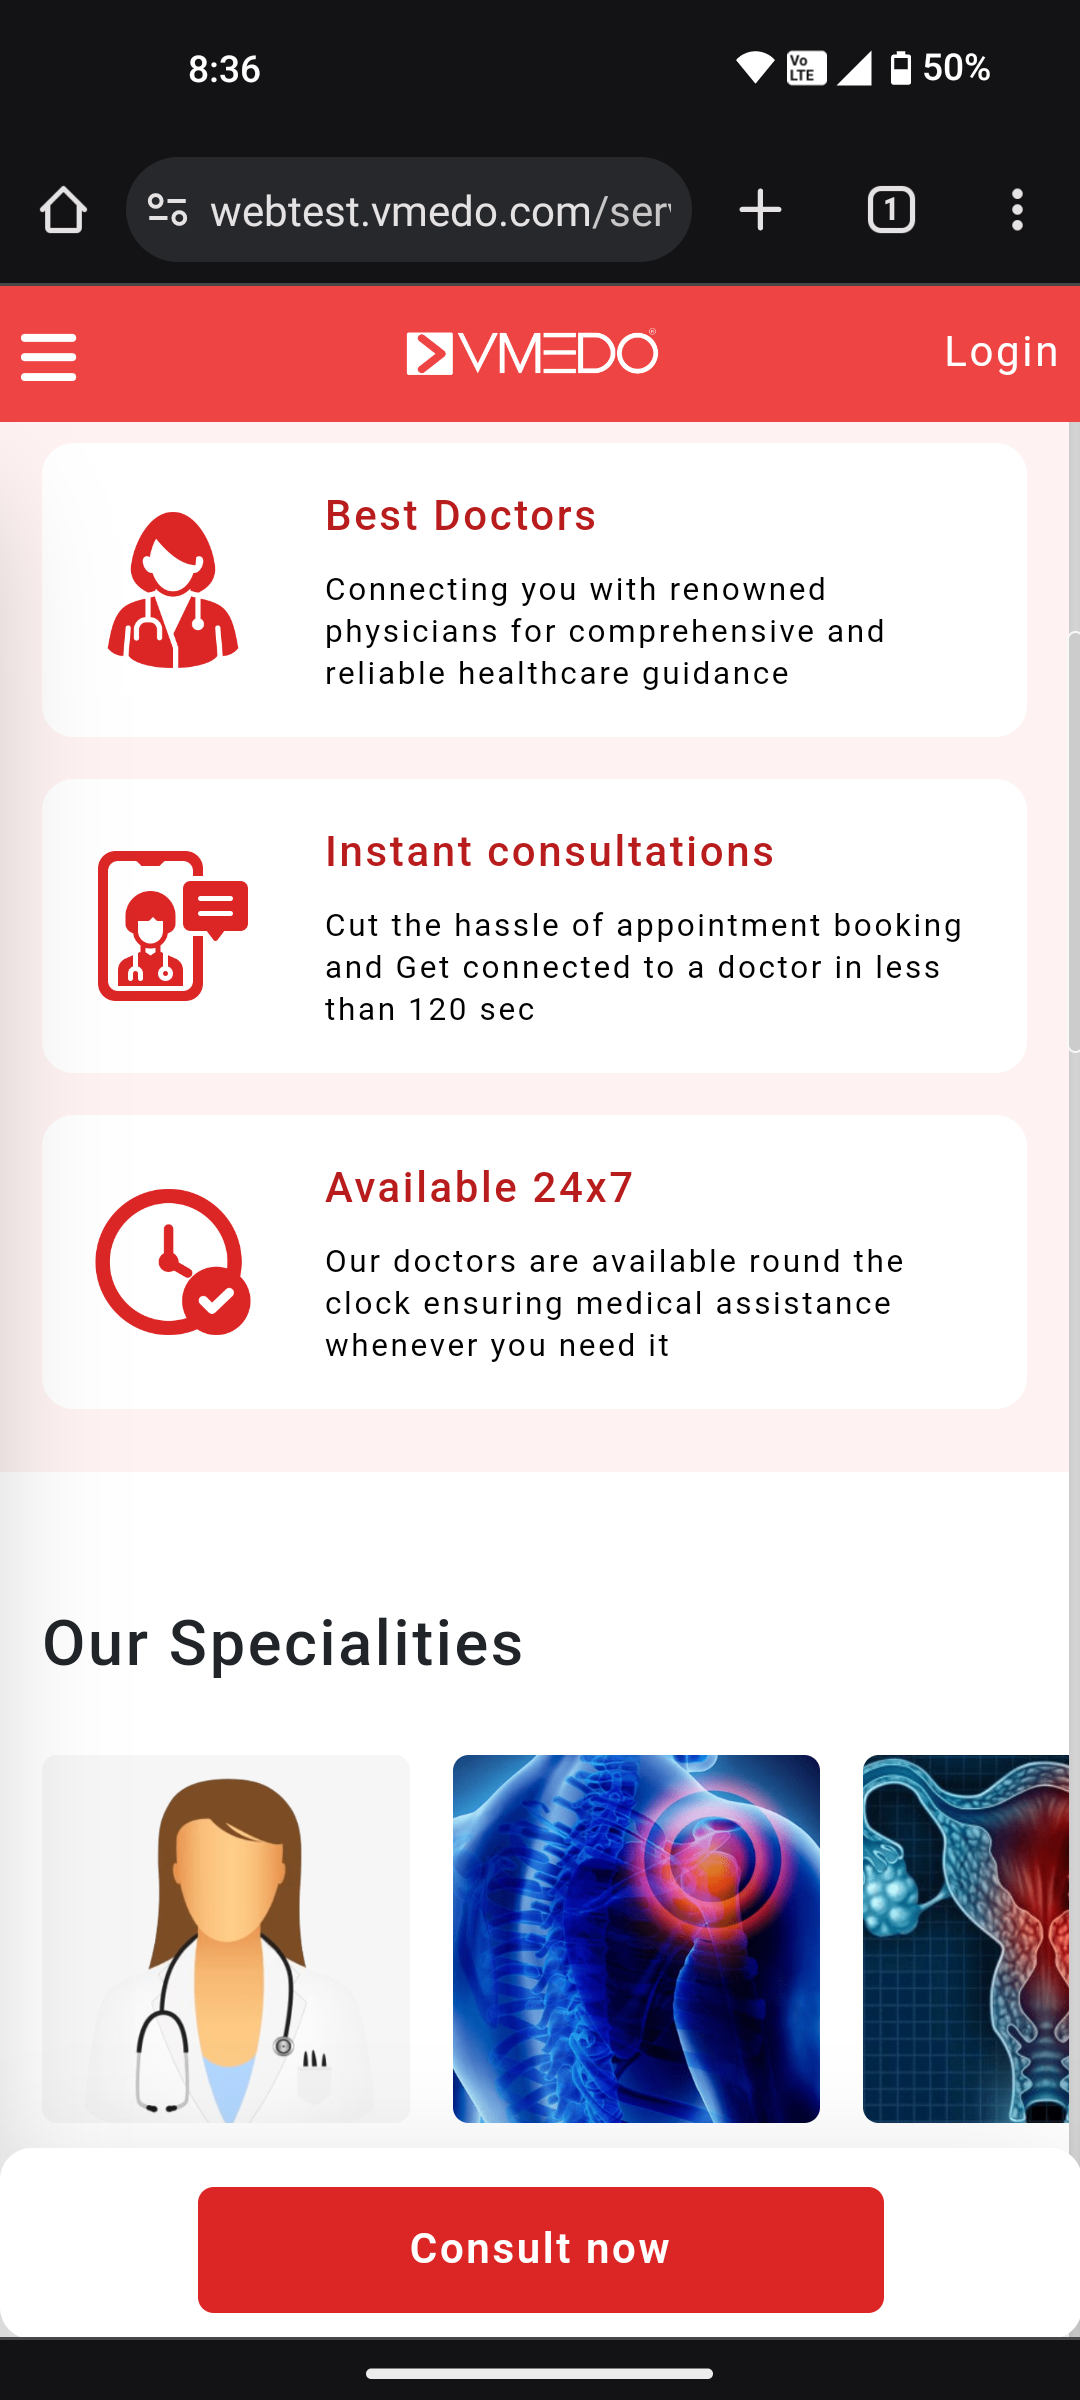 8:36
Vo
LTE
50%
webtest.vmedo.com/ser
1
VMEDO®
Login
Best Doctors
Connecting you with renowned
physicians for comprehensive and
reliable healthcare guidance
Instant consultations
Cut the hassle of appointment booking
and Get connected to a doctor in less
than 120 sec
Available 24x7
Our doctors are available round the
clock ensuring medical assistance
whenever you need it
Our Specialities
Consult now